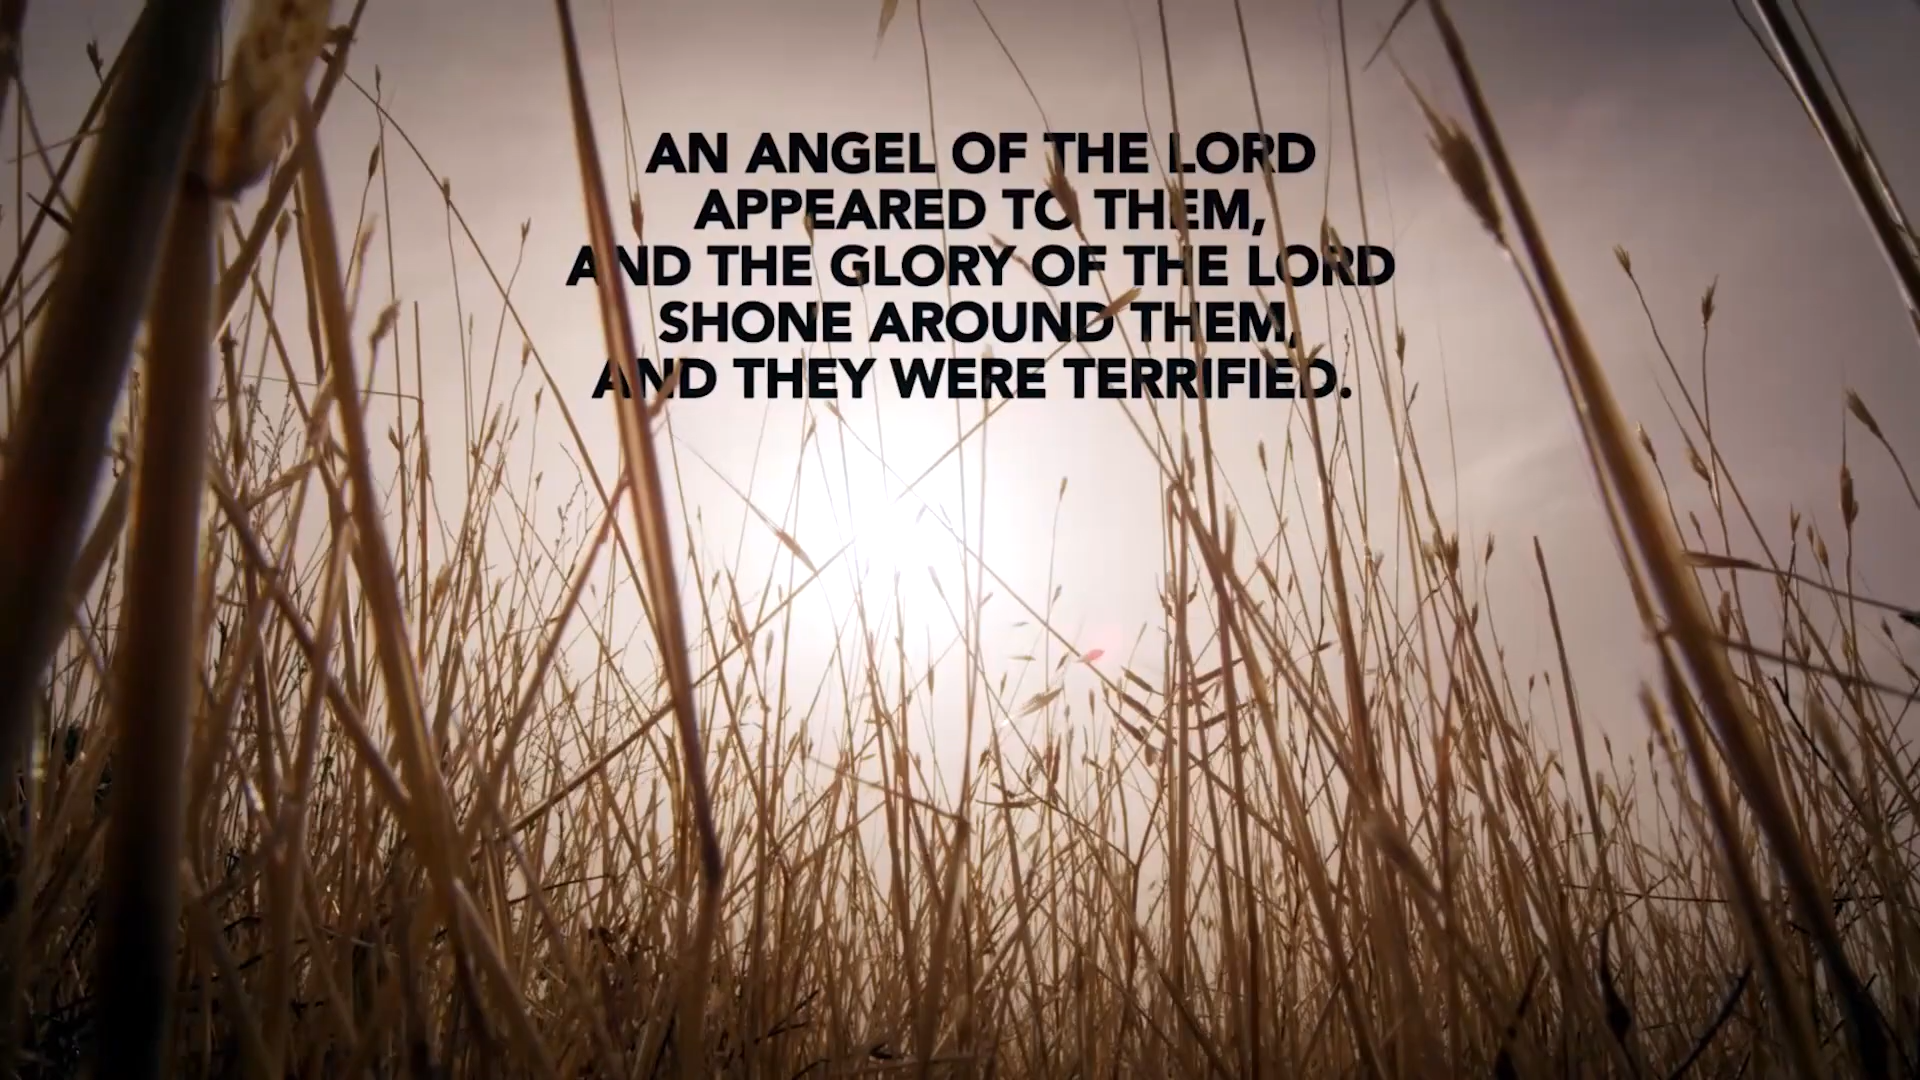 AN ANGEL OF THE LORD
APPEARED TO THEM,
AND THE GLORY OF THE LORD
SHONE AROUND THEM,
AND THEY WERE TERRIFIED.